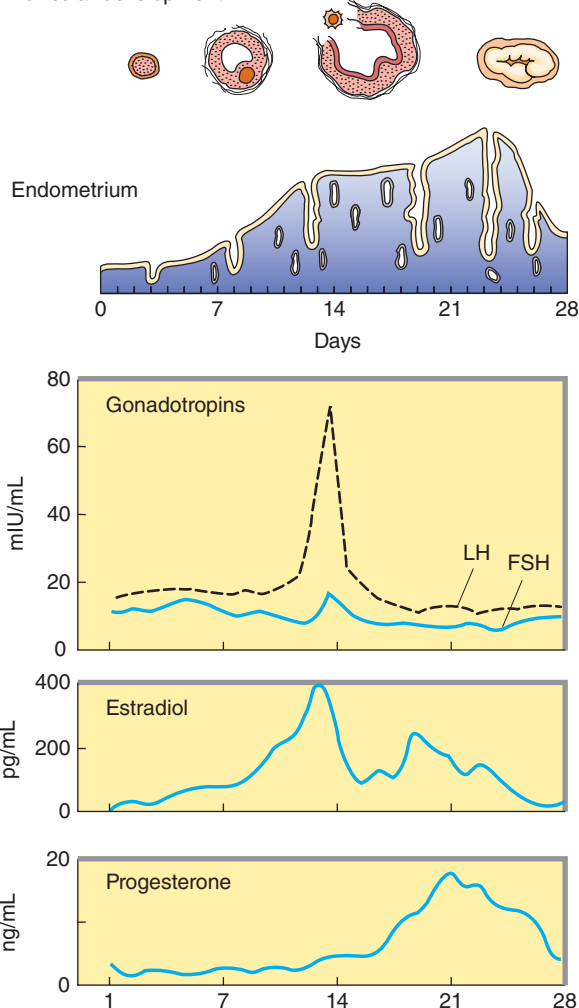 Endometrium
0 7 14 21 28
Days
80
Gonadotropins
60
mIU/mL
40
LH
FSH
20
0
400
Estradiol
pg/mL
200
0
20
Progesterone
ng/mL
0
1 7 14 21 28